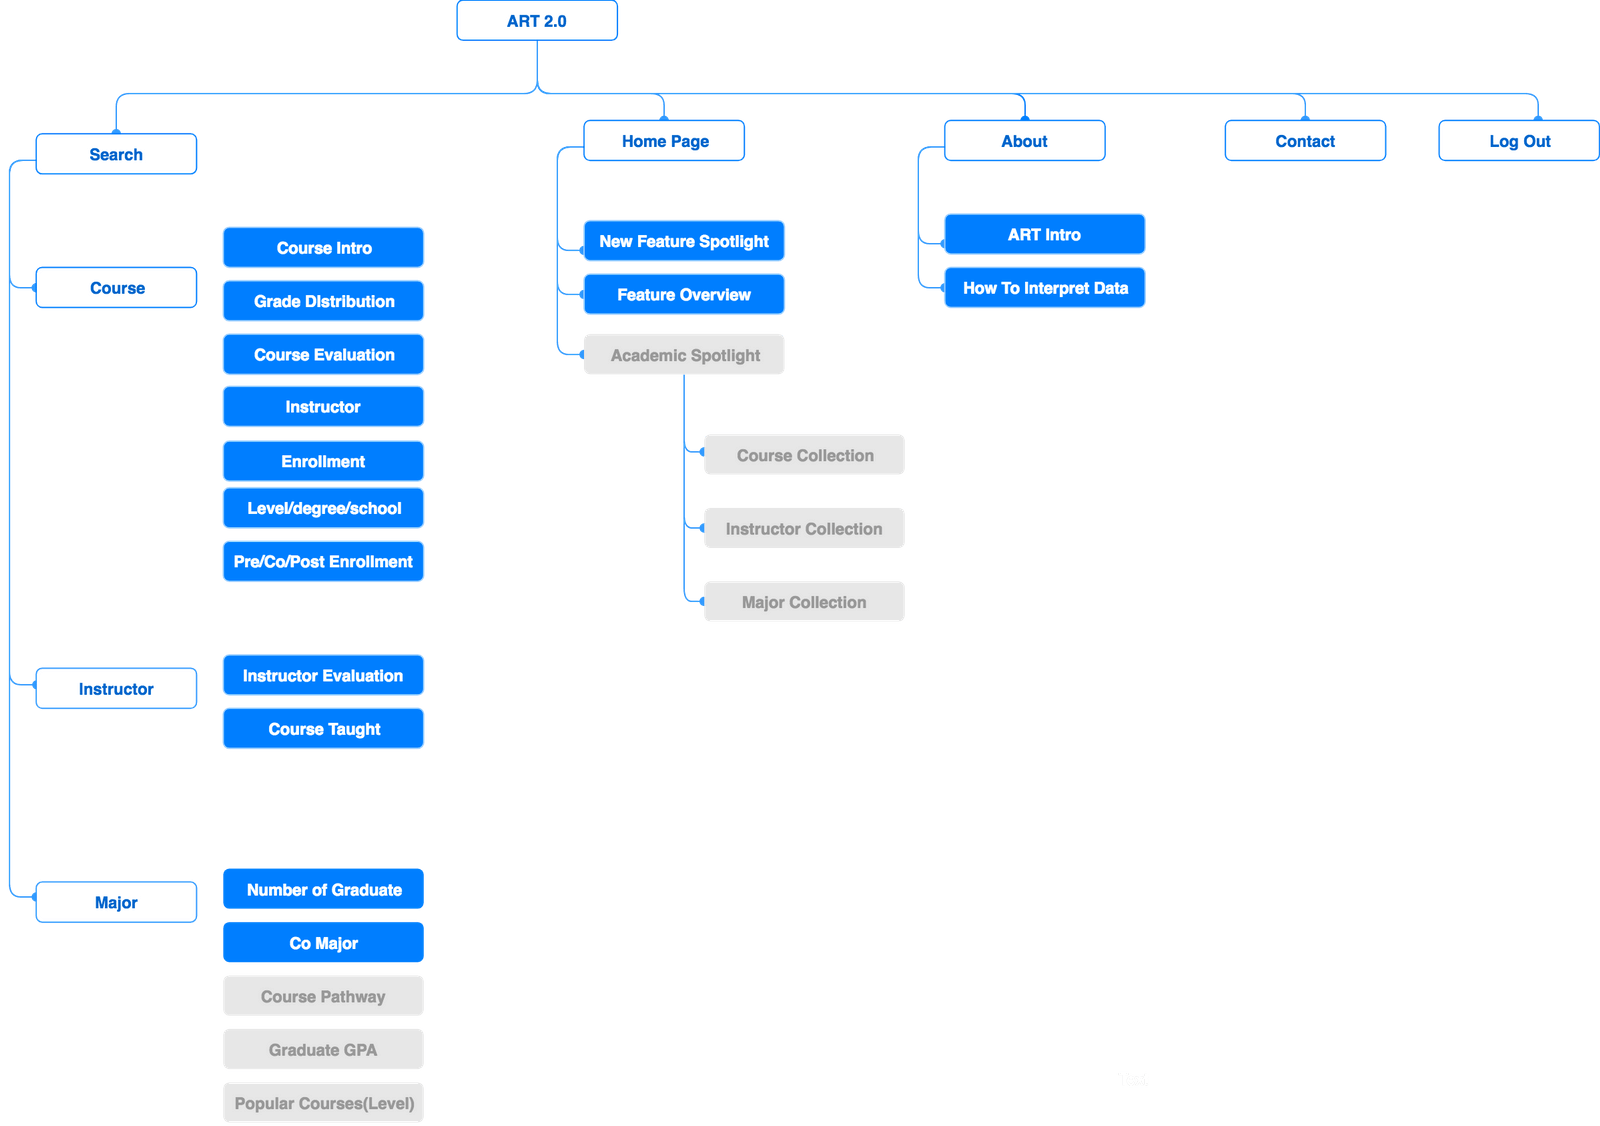 ART 2.0
Search
Home Page
About
Contact
Log Out
Course
Course Intro
Grade DIstribution
Course Evaluation
Instructor
Enrollment
Level/degree/school
Pre/Co/Post Enrollment
Instructor
Instructor Evaluation
Course Taught
Major
Number of Graduate
Co Major
Course Pathway
Graduate GPA
Popular Courses(Level)
New Feature Spotlight
Feature Overview
Academic Spotlight
Course Collection
Instructor Collection
Major Collection
ART Intro
How To Interpret Data